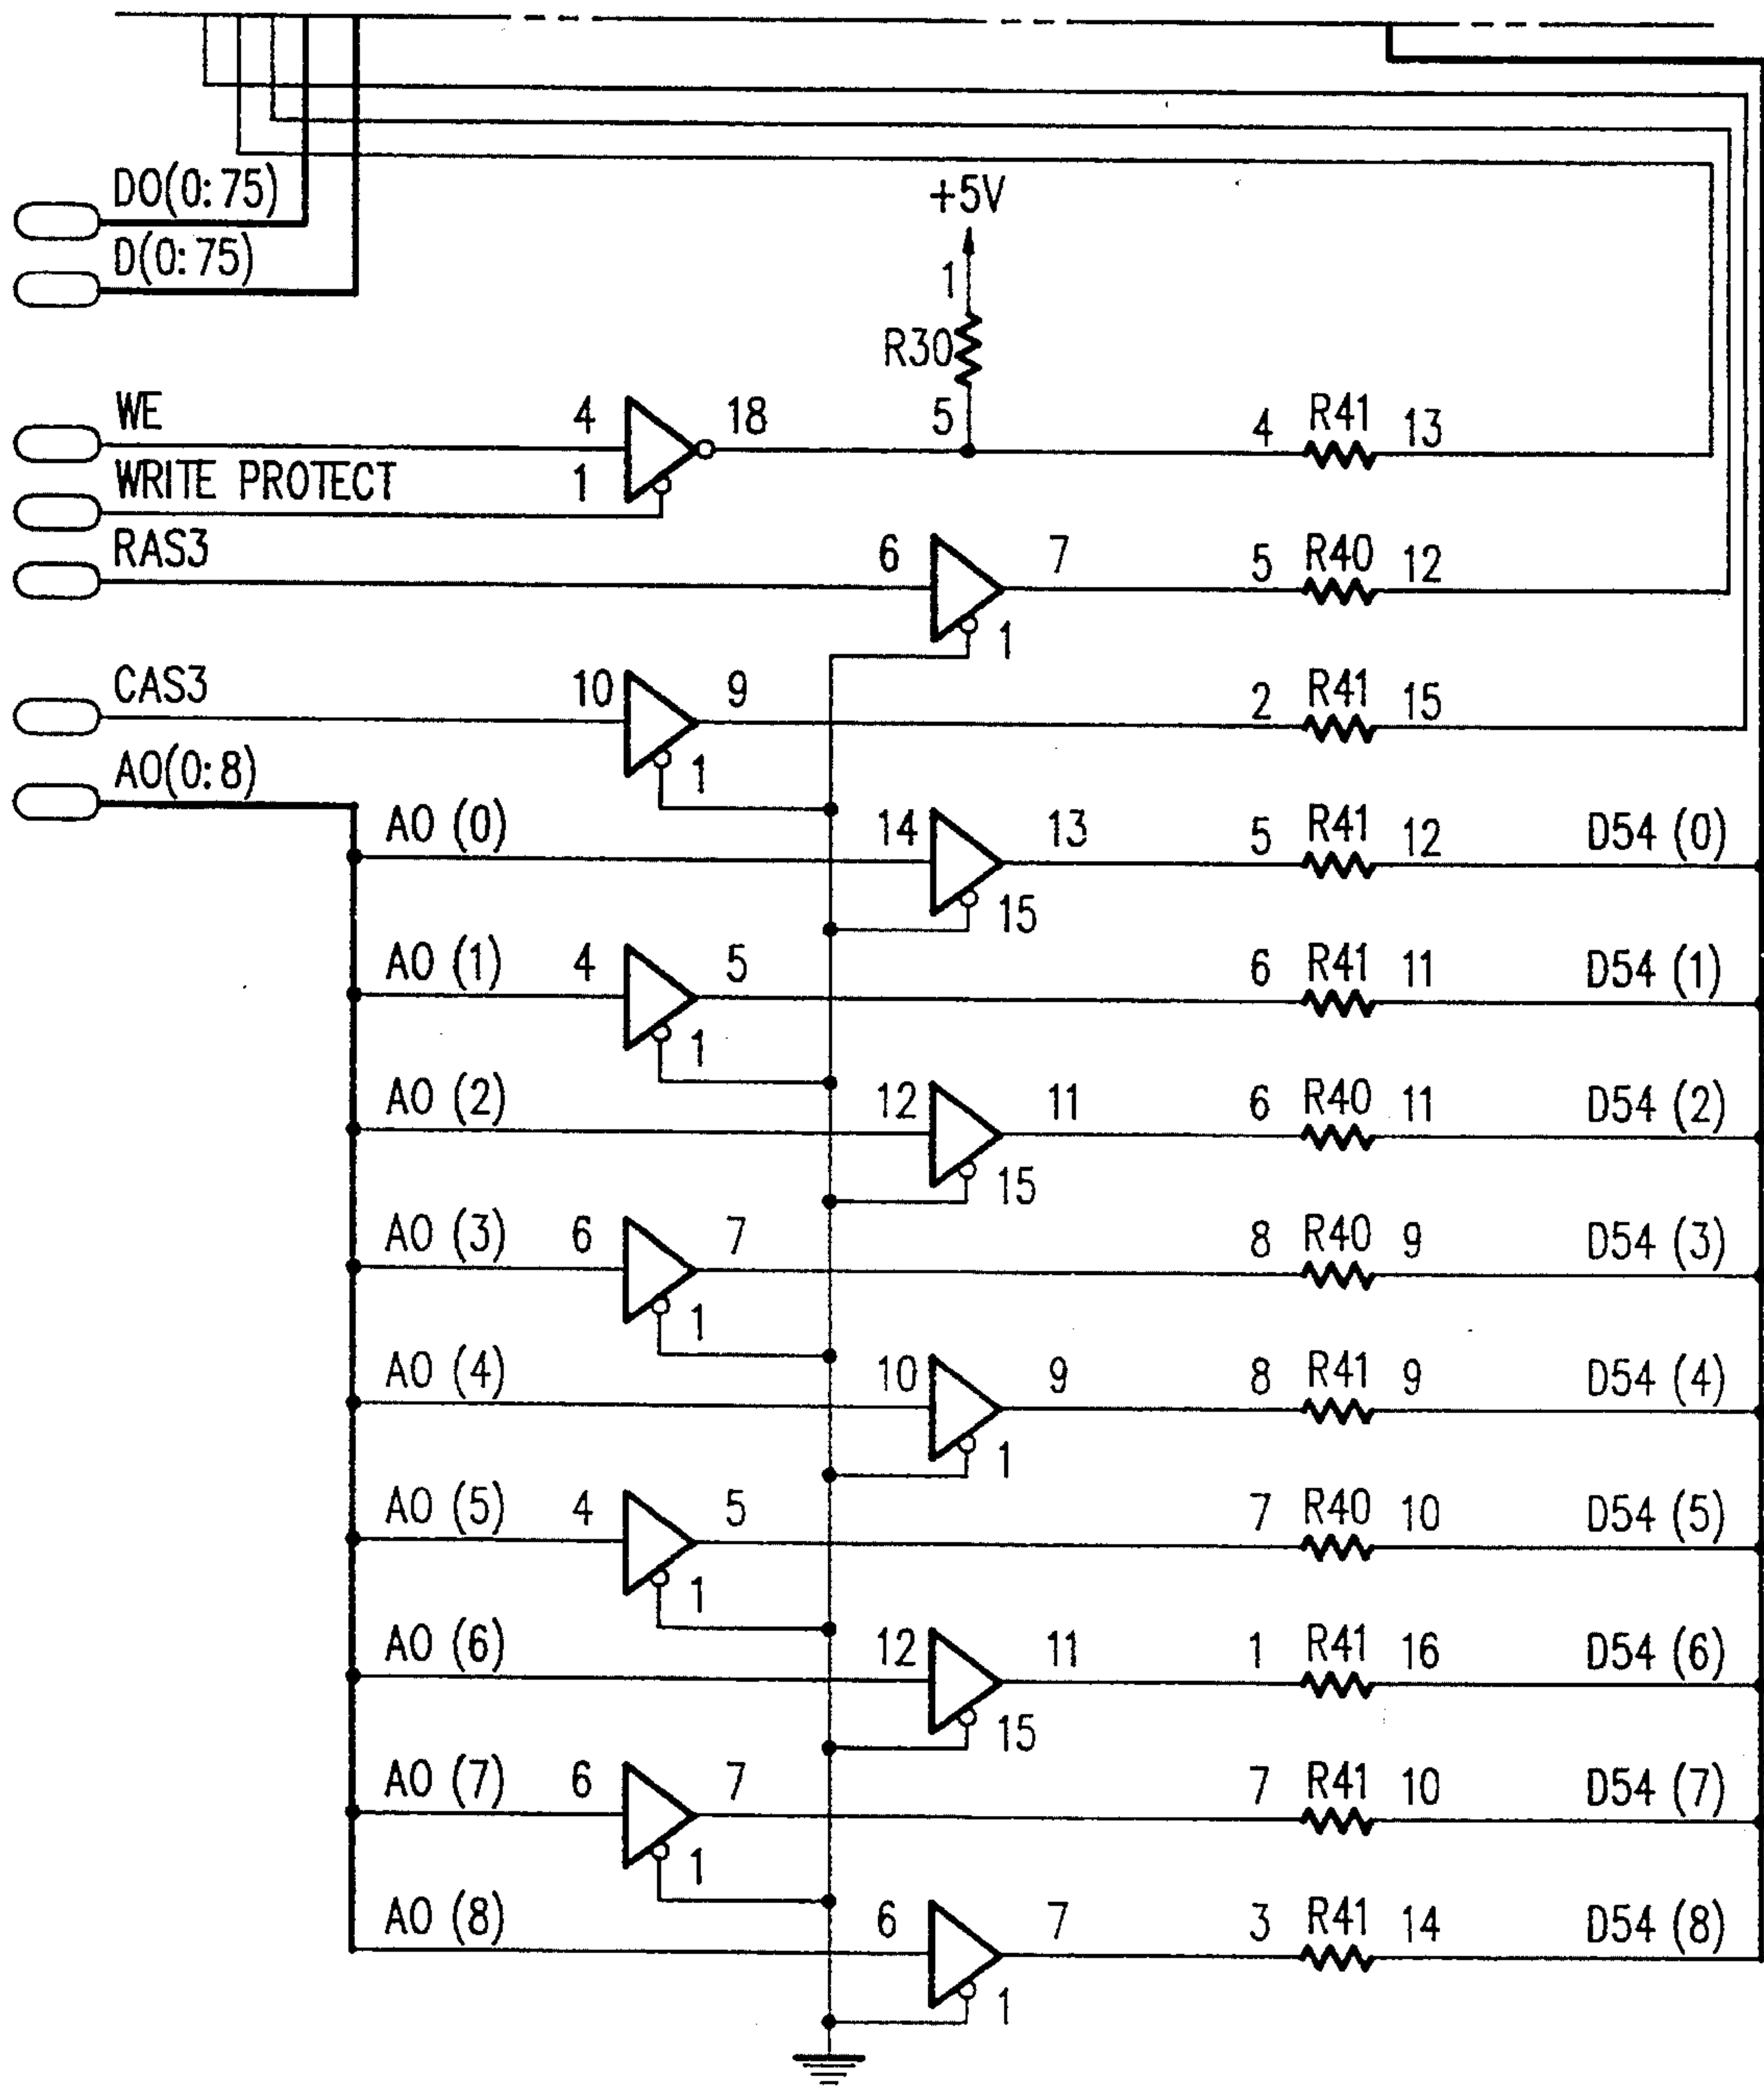 DO(0:75)
D(0:75)
+5V
1
R30
5
WE 4 18 4 R41 13
WRITE PROTECT 1
RAS3 6 7 5 R40 12
1
CAS3 10 9 2 R41 15
1
AO(0:8)
AO (0) 14 13 5 R41 12 D54 (0)
15
AO (1) 4 5 6 R41 11 D54 (1)
1
AO (2) 12 11 6 R40 11 D54 (2)
15
AO (3) 6 7 8 R40 9 D54 (3)
1
AO (4) 10 9 8 R41 9 D54 (4)
1
AO (5) 4 5 7 R40 10 D54 (5)
1
AO (6) 12 11 1 R41 16 D54 (6)
15
AO (7) 6 7 7 R41 10 D54 (7)
1
AO (8) 6 7 3 R41 14 D54 (8)
1